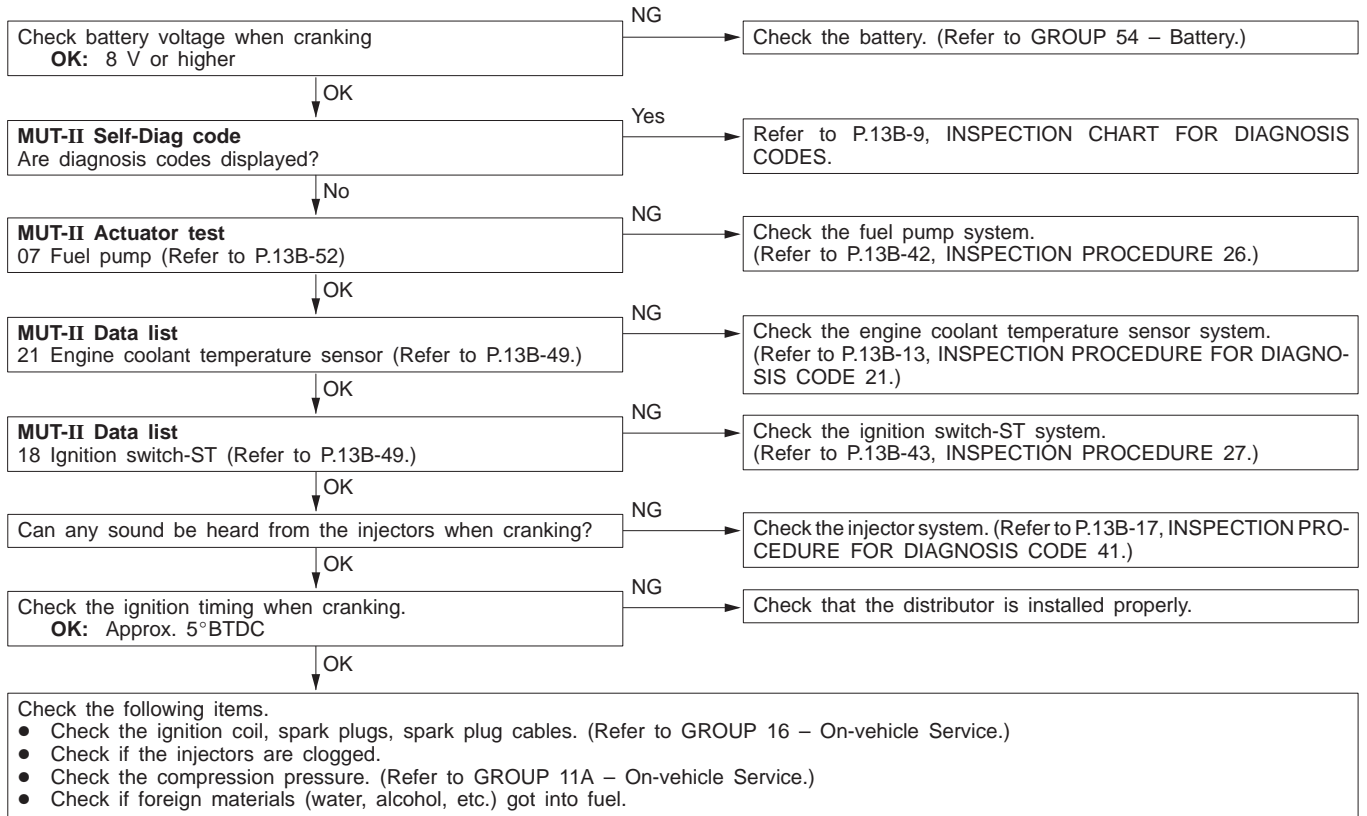 NG
Check battery voltage when cranking
OK: 8 V or higher
Check the battery. (Refer to GROUP 54 – Battery.)
OK
MUT-II Self-Diag code
Are diagnosis codes displayed?
Yes
Refer to P.13B-9, INSPECTION CHART FOR DIAGNOSIS
CODES.
No
MUT-II Actuator test
07 Fuel pump (Refer to P.13B-52)
NG
Check the fuel pump system.
(Refer to P.13B-42, INSPECTION PROCEDURE 26.)
OK
MUT-II Data list
21 Engine coolant temperature sensor (Refer to P.13B-49.)
NG
Check the engine coolant temperature sensor system.
(Refer to P.13B-13, INSPECTION PROCEDURE FOR DIAGNO-
SIS CODE 21.)
OK
MUT-II Data list
18 Ignition switch-ST (Refer to P.13B-49.)
NG
Check the ignition switch-ST system.
(Refer to P.13B-43, INSPECTION PROCEDURE 27.)
OK
Can any sound be heard from the injectors when cranking?
NG
Check the injector system. (Refer to P.13B-17, INSPECTION PRO-
CEDURE FOR DIAGNOSIS CODE 41.)
OK
Check the ignition timing when cranking.
OK: Approx. 5°BTDC
NG
Check that the distributor is installed properly.
OK
Check the following items.
● Check the ignition coil, spark plugs, spark plug cables. (Refer to GROUP 16 – On-vehicle Service.)
● Check if the injectors are clogged.
● Check the compression pressure. (Refer to GROUP 11A – On-vehicle Service.)
● Check if foreign materials (water, alcohol, etc.) got into fuel.